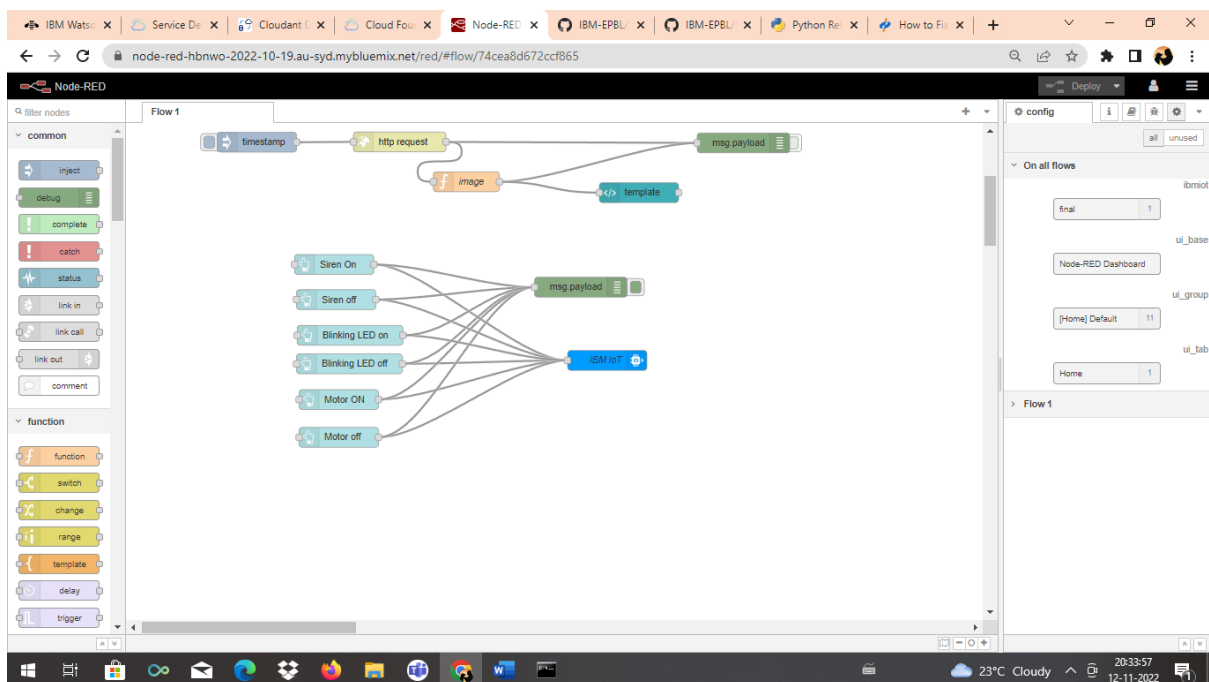 IBM Watso
Service De
Cloudant D
Cloud Fou
Node-RED
IBM-EPBL/
IBM-EPBL/
Python Rel
How to Fix
node-red-hbnwo-2022-10-19.au-syd.mybluemix.net/red/#flow/74cea8d672ccf865
Node-RED
Deploy
filter nodes
Flow 1
config
all
unused
common
inject
debug
complete
catch
status
link in
link call
link out
comment
function
function
switch
change
range
template
delay
trigger
timestamp
http request
msg.payload
image
template
Siren On
Siren off
Blinking LED on
Blinking LED off
Motor ON
Motor off
msg.payload
IBM IoT
On all flows
ibmiot
final 1
ui_base
Node-RED Dashboard
ui_group
[Home] Default 11
ui_tab
Home 1
Flow 1
23°C Cloudy
20:33:57
12-11-2022